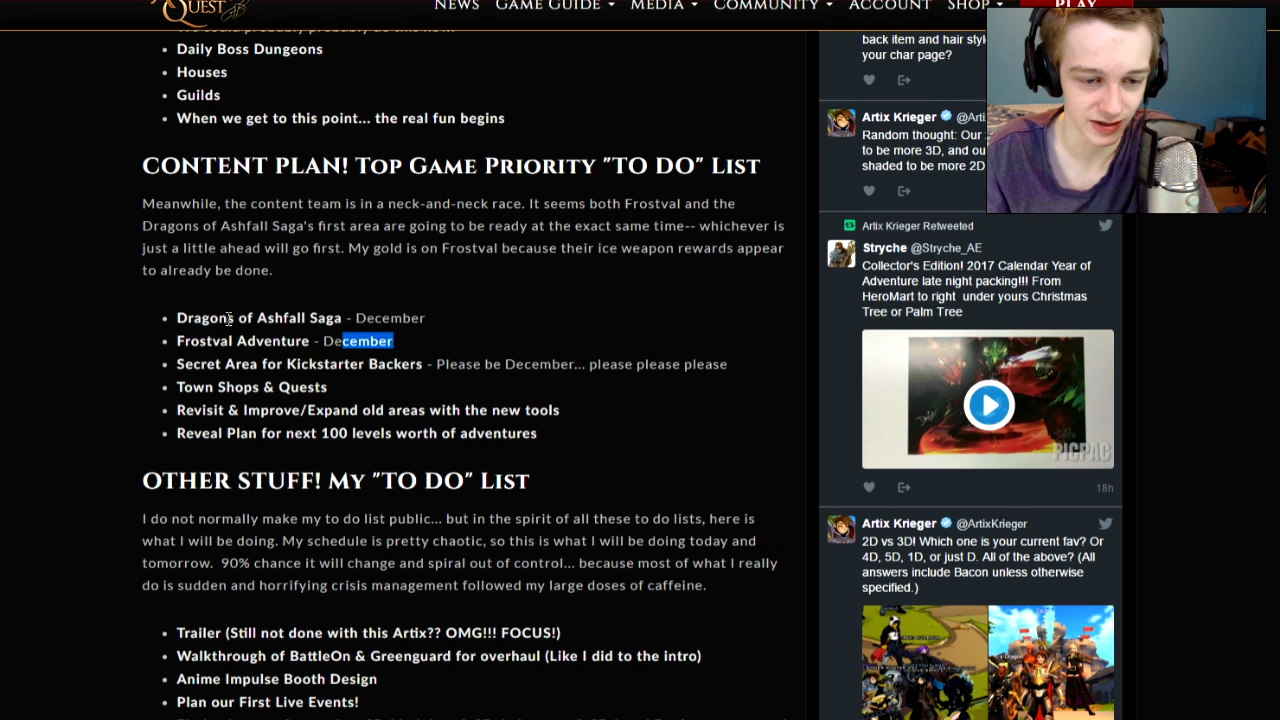 QUEST
NEWS GAME GUIDE MEDIA COMMUNITY ACCOUNT SHOP PLAY
Daily Boss Dungeons
Houses
Guilds
When we get to this point... the real fun begins
CONTENT PLAN! TOP GAME PRIORITY "TO DO" LIST
Meanwhile, the content team is in a neck-and-neck race. It seems both Frostval and the
Dragons of Ashfall Saga's first area are going to be ready at the exact same time-- whichever is
just a little ahead will go first. My gold is on Frostval because their ice weapon rewards appear
to already be done.
Dragons of Ashfall Saga - December
Frostval Adventure - December
Secret Area for Kickstarter Backers - Please be December... please please please
Town Shops & Quests
Revisit & Improve/Expand old areas with the new tools
Reveal Plan for next 100 levels worth of adventures
OTHER STUFF! MY "TO DO" LIST
I do not normally make my to do list public... but in the spirit of all these to do lists, here is
what I will be doing. My schedule is pretty chaotic, so this is what I will be doing today and
tomorrow.  90% chance it will change and spiral out of control... because most of what I really
do is sudden and horrifying crisis management followed my large doses of caffeine.
Trailer (Still not done with this Artix?? OMG!!! FOCUS!)
Walkthrough of BattleOn & Greenguard for overhaul (Like I did to the intro)
Anime Impulse Booth Design
Plan our First Live Events!
back item and hair style
your char page?
Artix Krieger @Arti
Random thought: Our
to be more 3D, and ou
shaded to be more 2D
Artix Krieger Retweeted
Stryche @Stryche_AE
Collector's Edition! 2017 Calendar Year of
Adventure late night packing!!! From
HeroMart to right under yours Christmas
Tree or Palm Tree
PICPAC
18h
Artix Krieger @ArtixKrieger
2D vs 3D! Which one is your current fav? Or
4D, 5D, 1D, or just D. All of the above? (All
answers include Bacon unless otherwise
specified.)